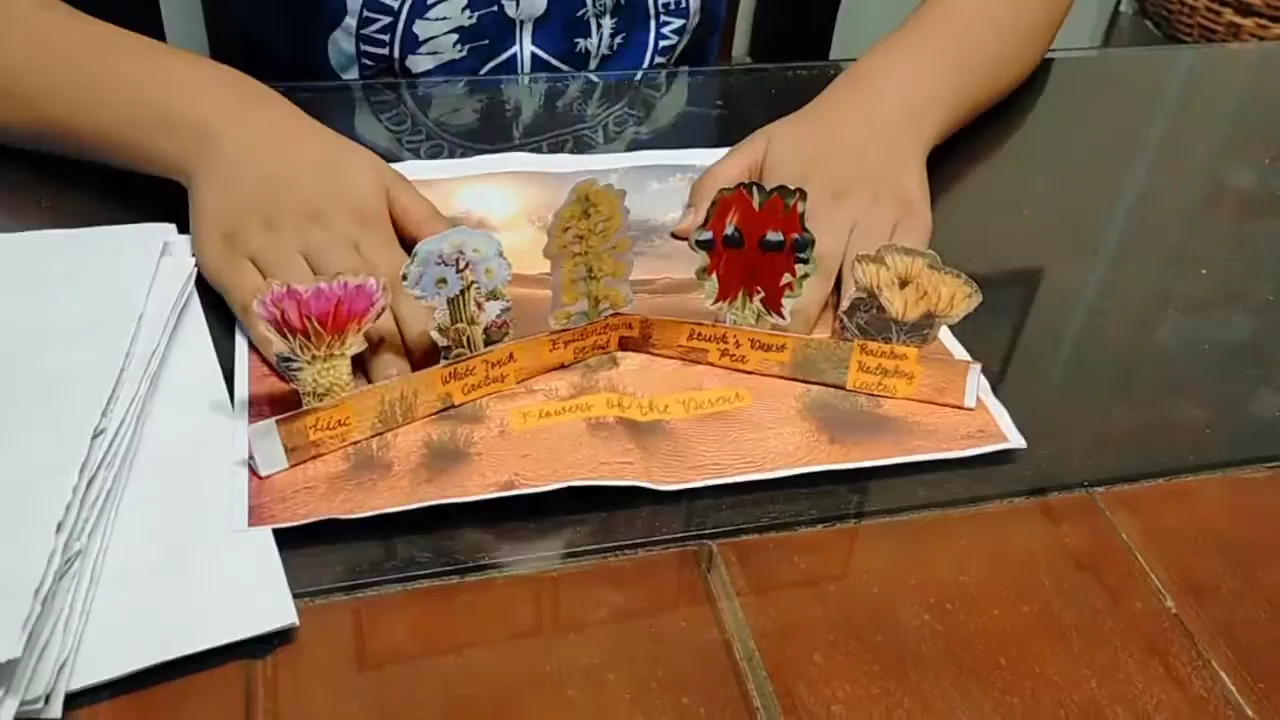 Lilac
White Torch
Cactus
Epidendrum
Orchid
Sturt's Desert
Pea
Rainbow
Hedgehog
Cactus
Flowers of the Desert